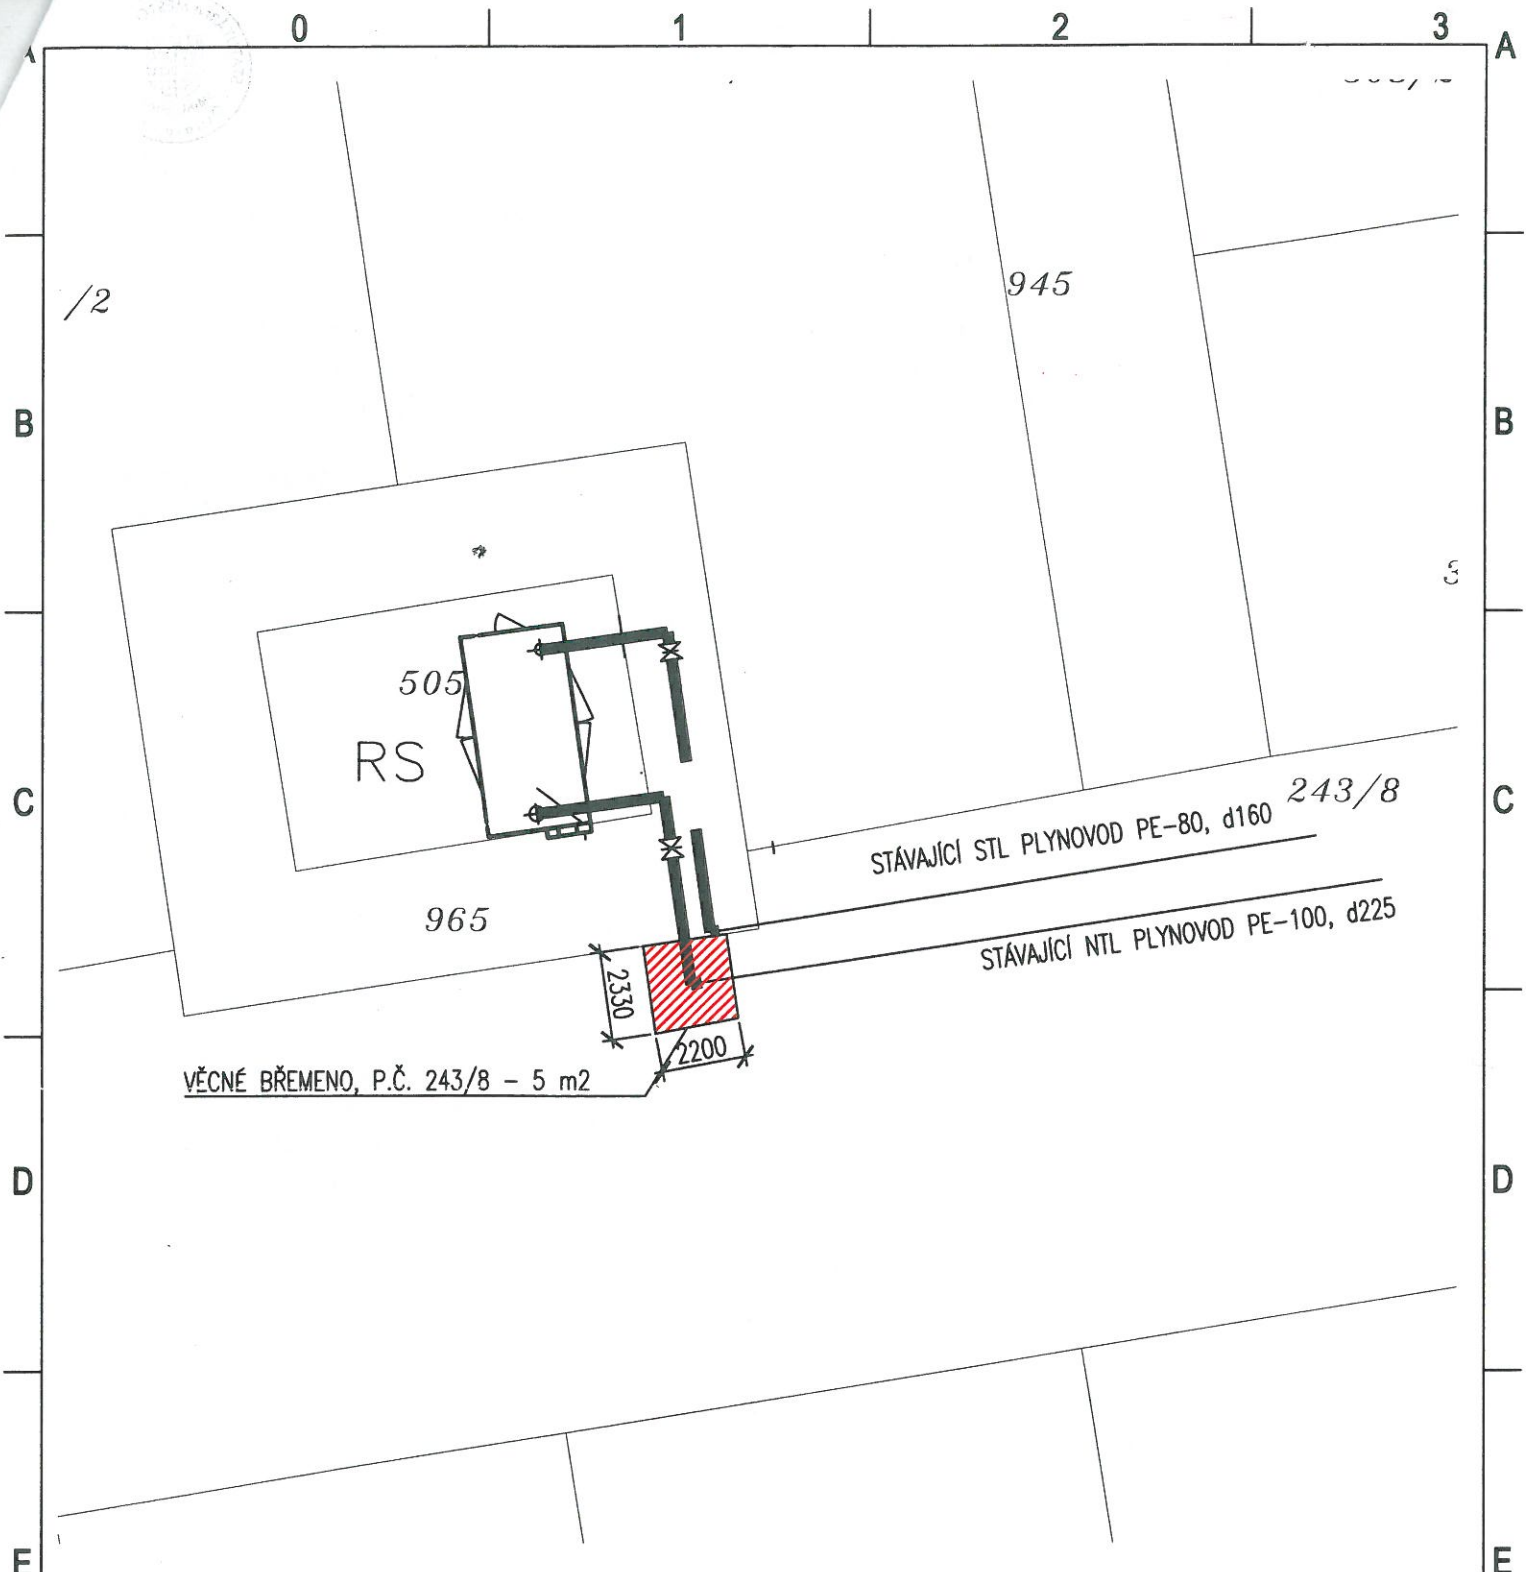 0 1 2 3
A
945
/2
B B
505
RS
C C
243/8
STÁVAJÍCÍ STL PLYNOVOD PE-80, d160
965
STÁVAJÍCÍ NTL PLYNOVOD PE-100, d225
2330
2200
VĚCNÉ BŘEMENO, P.Č. 243/8 - 5 m2
D D
E E